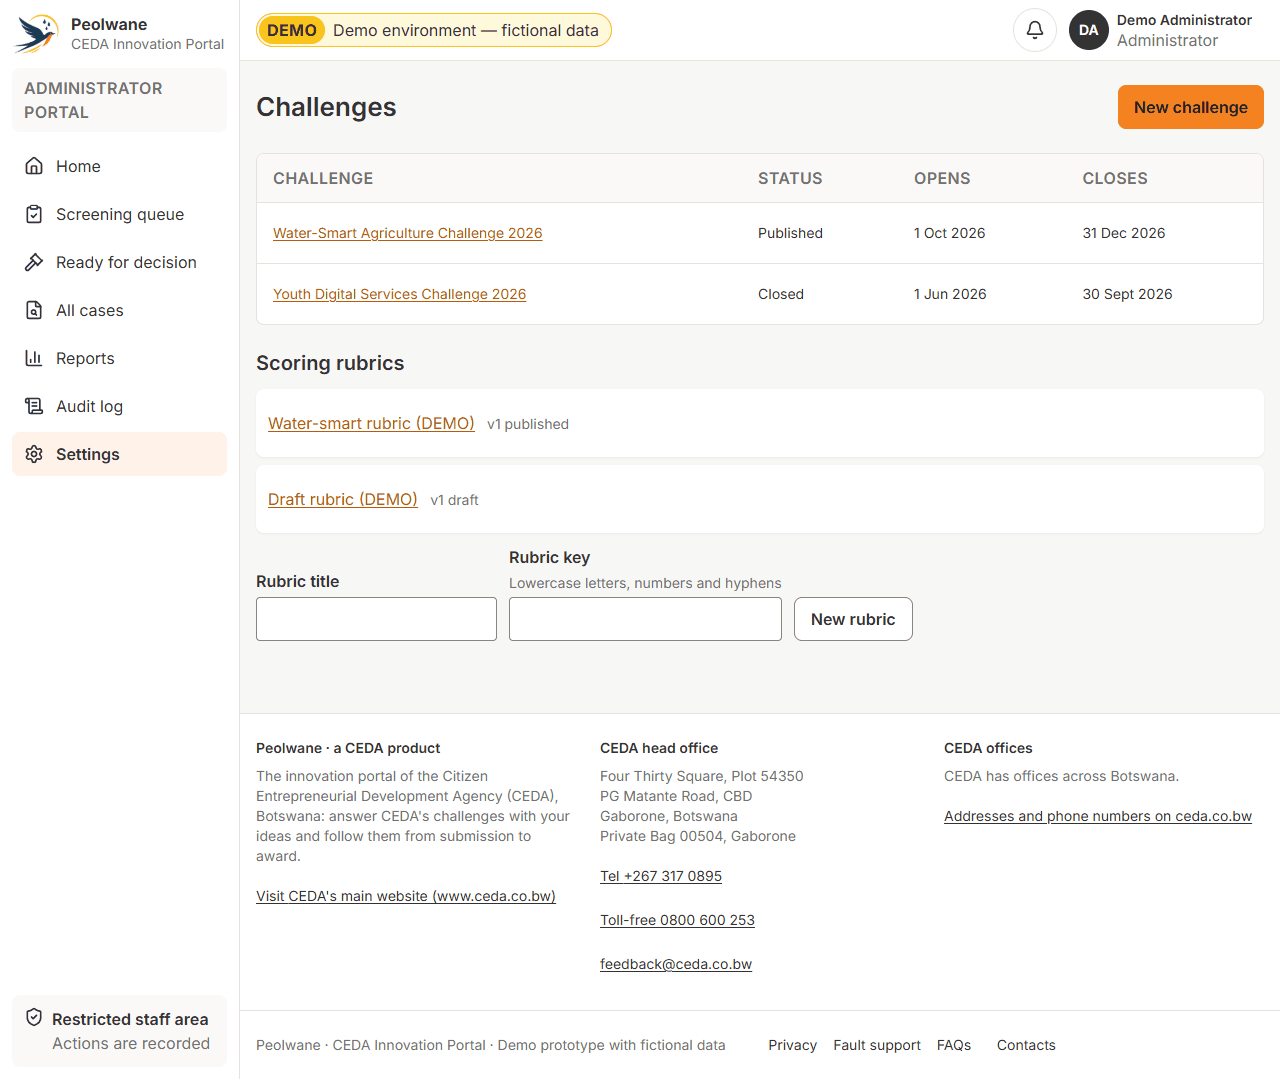 Peolwane
CEDA Innovation Portal
ADMINISTRATOR
PORTAL
Home
Screening queue
Ready for decision
All cases
Reports
Audit log
Settings
Restricted staff area
Actions are recorded
DEMO Demo environment — fictional data
DA
Demo Administrator
Administrator
Challenges
New challenge
CHALLENGE STATUS OPENS CLOSES
Water-Smart Agriculture Challenge 2026 Published 1 Oct 2026 31 Dec 2026
Youth Digital Services Challenge 2026 Closed 1 Jun 2026 30 Sept 2026
Scoring rubrics
Water-smart rubric (DEMO) v1 published
Draft rubric (DEMO) v1 draft
Rubric title
Rubric key
Lowercase letters, numbers and hyphens
New rubric
Peolwane · a CEDA product
The innovation portal of the Citizen
Entrepreneurial Development Agency (CEDA),
Botswana: answer CEDA's challenges with your
ideas and follow them from submission to
award.
Visit CEDA's main website (www.ceda.co.bw)
CEDA head office
Four Thirty Square, Plot 54350
PG Matante Road, CBD
Gaborone, Botswana
Private Bag 00504, Gaborone
Tel +267 317 0895
Toll-free 0800 600 253
feedback@ceda.co.bw
CEDA offices
CEDA has offices across Botswana.
Addresses and phone numbers on ceda.co.bw
Peolwane · CEDA Innovation Portal · Demo prototype with fictional data
Privacy Fault support FAQs Contacts